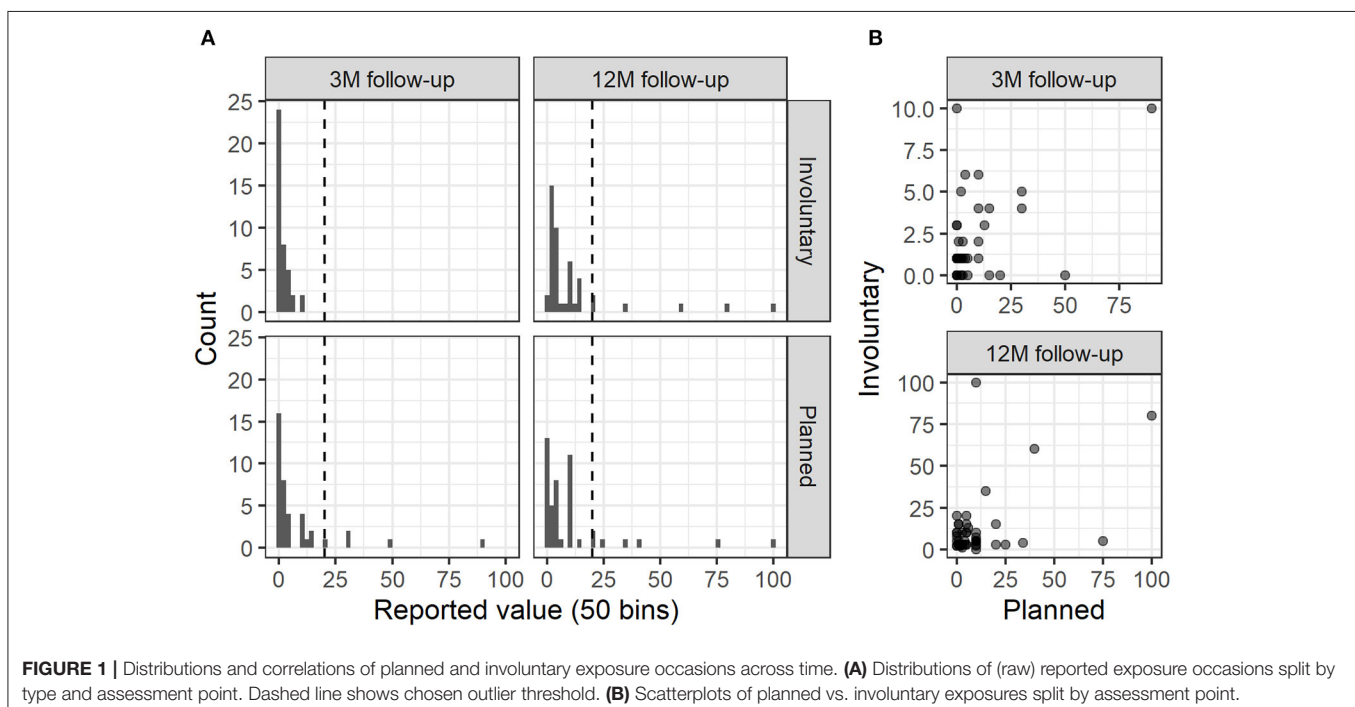 A
3M follow-up
12M follow-up
25
20
15
10
5
0
Involuntary
25
20
15
10
5
0
Planned
Count
0 25 50 75 100
0 25 50 75 100
Reported value (50 bins)
B
3M follow-up
10.0
7.5
5.0
2.5
0.0
0 25 50 75
12M follow-up
100
75
50
25
0
0 25 50 75 100
Involuntary
Planned
FIGURE 1 | Distributions and correlations of planned and involuntary exposure occasions across time. (A) Distributions of (raw) reported exposure occasions split by
type and assessment point. Dashed line shows chosen outlier threshold. (B) Scatterplots of planned vs. involuntary exposures split by assessment point.